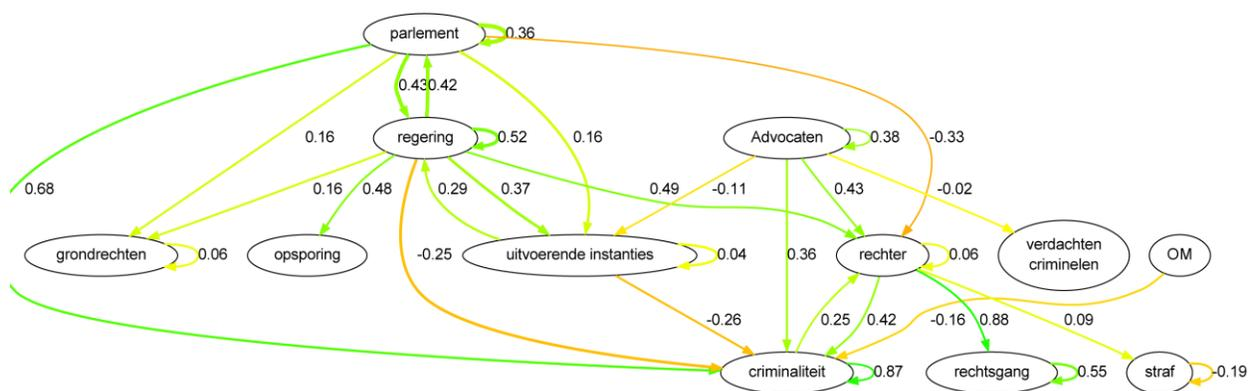 parlement
0.36
0.43
0.42
regering
0.52
Advocaten
0.38
0.16
0.16
-0.33
0.68
0.16
0.48
0.29
0.37
0.49
-0.11
0.43
-0.02
grondrechten
0.06
opsporing
uitvoerende instanties
0.04
rechter
0.06
verdachten
criminelen
OM
-0.25
0.36
-0.26
0.25
0.42
-0.16
0.88
0.09
criminaliteit
0.87
rechtsgang
0.55
straf
-0.19